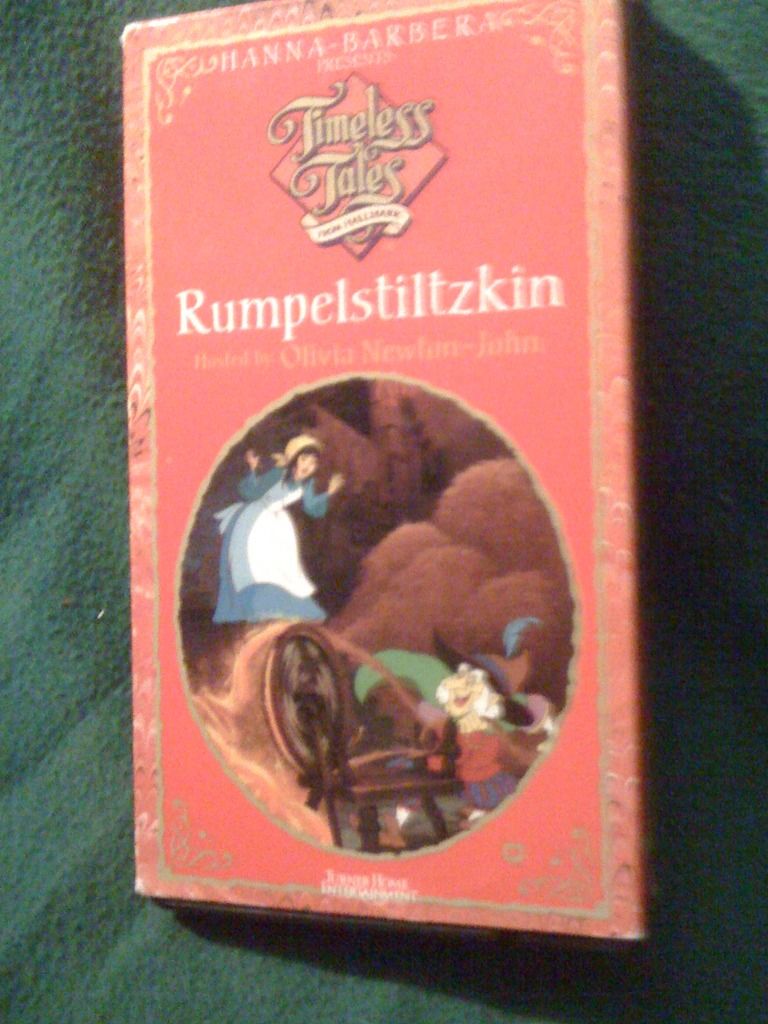 HANNA-BARBERA
PRESENTS
Timeless
Tales
FROM HALLMARK
Rumpelstiltzkin
Hosted by: Olivia Newton-John
TURNER HOME
ENTERTAINMENT